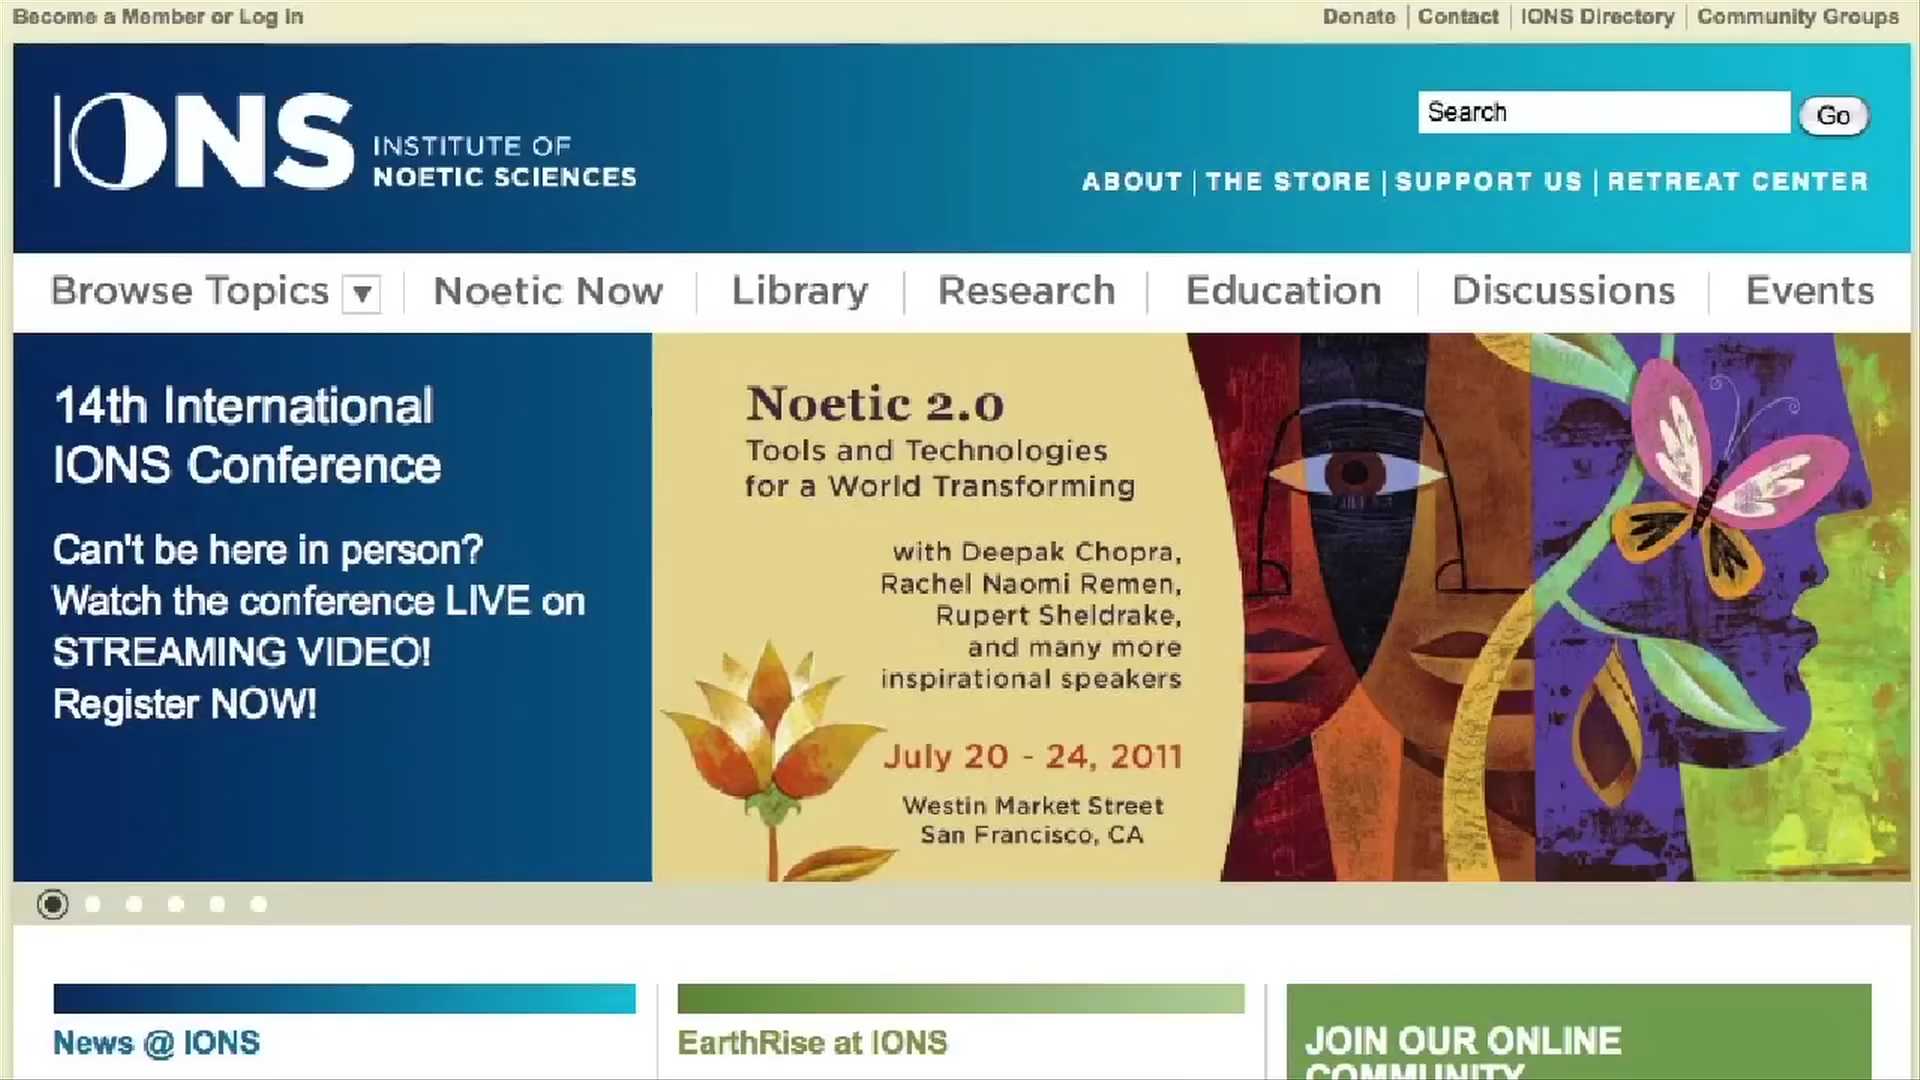 Become a Member or Log In
Donate | Contact | IONS Directory | Community Groups
IONS INSTITUTE OF
NOETIC SCIENCES
Search Go
ABOUT | THE STORE | SUPPORT US | RETREAT CENTER
Browse Topics ▼ | Noetic Now | Library | Research | Education | Discussions | Events
14th International
IONS Conference
Can't be here in person?
Watch the conference LIVE on
STREAMING VIDEO!
Register NOW!
Noetic 2.0
Tools and Technologies
for a World Transforming
with Deepak Chopra,
Rachel Naomi Remen,
Rupert Sheldrake,
and many more
inspirational speakers
July 20 - 24, 2011
Westin Market Street
San Francisco, CA
News @ IONS
EarthRise at IONS
JOIN OUR ONLINE
COMMUNITY